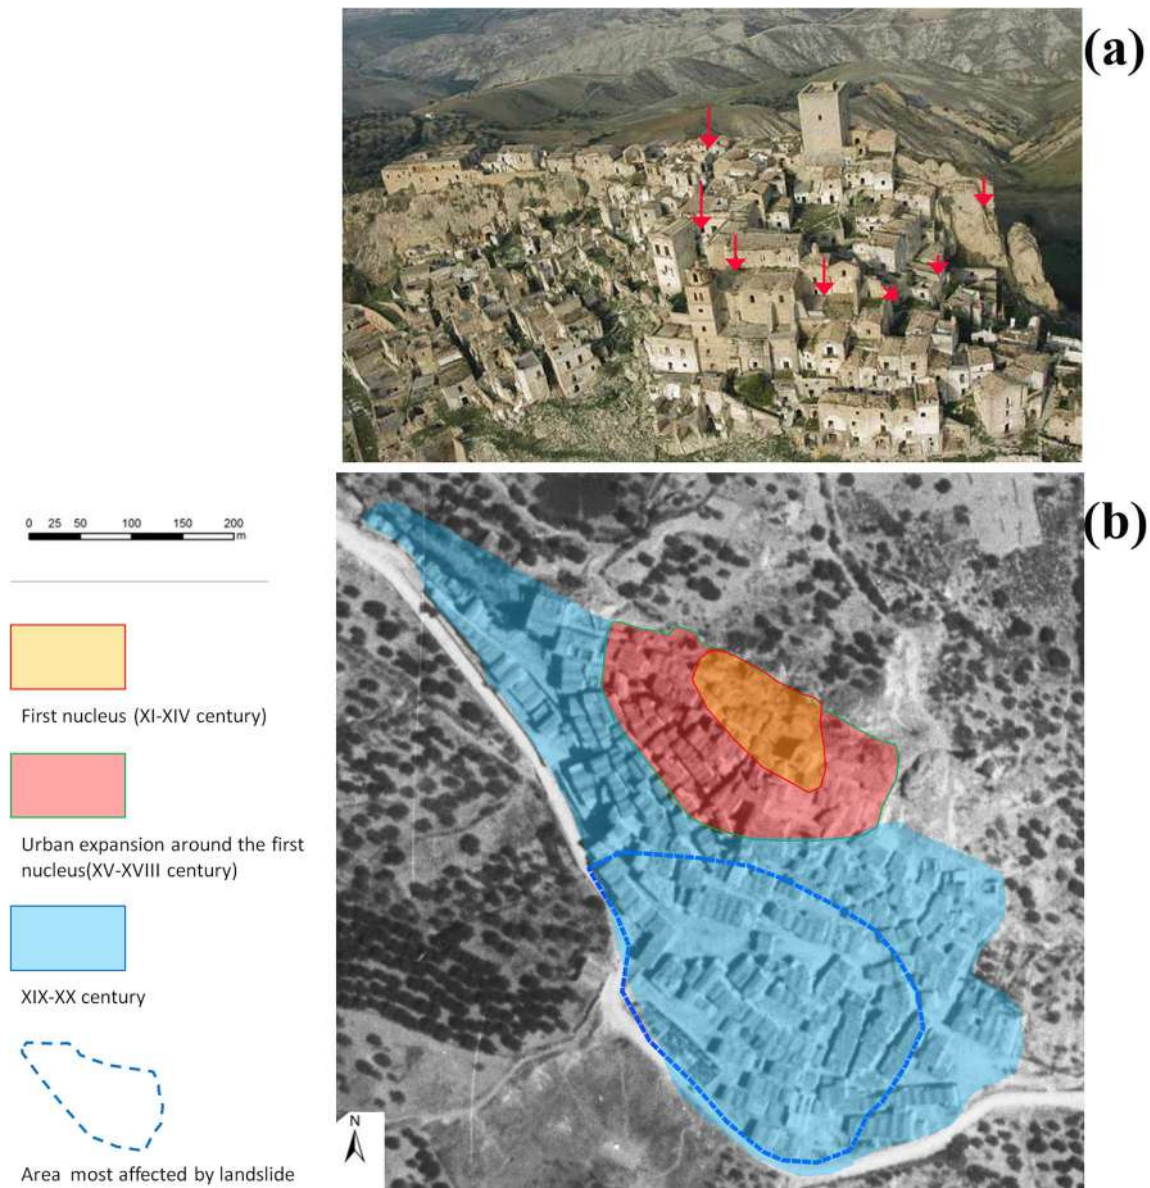 (a)
(b)
0 25 50 100 150 200
m
First nucleus (XI-XIV century)
Urban expansion around the first
nucleus(XV-XVIII century)
XIX-XX century
Area most affected by landslide
N